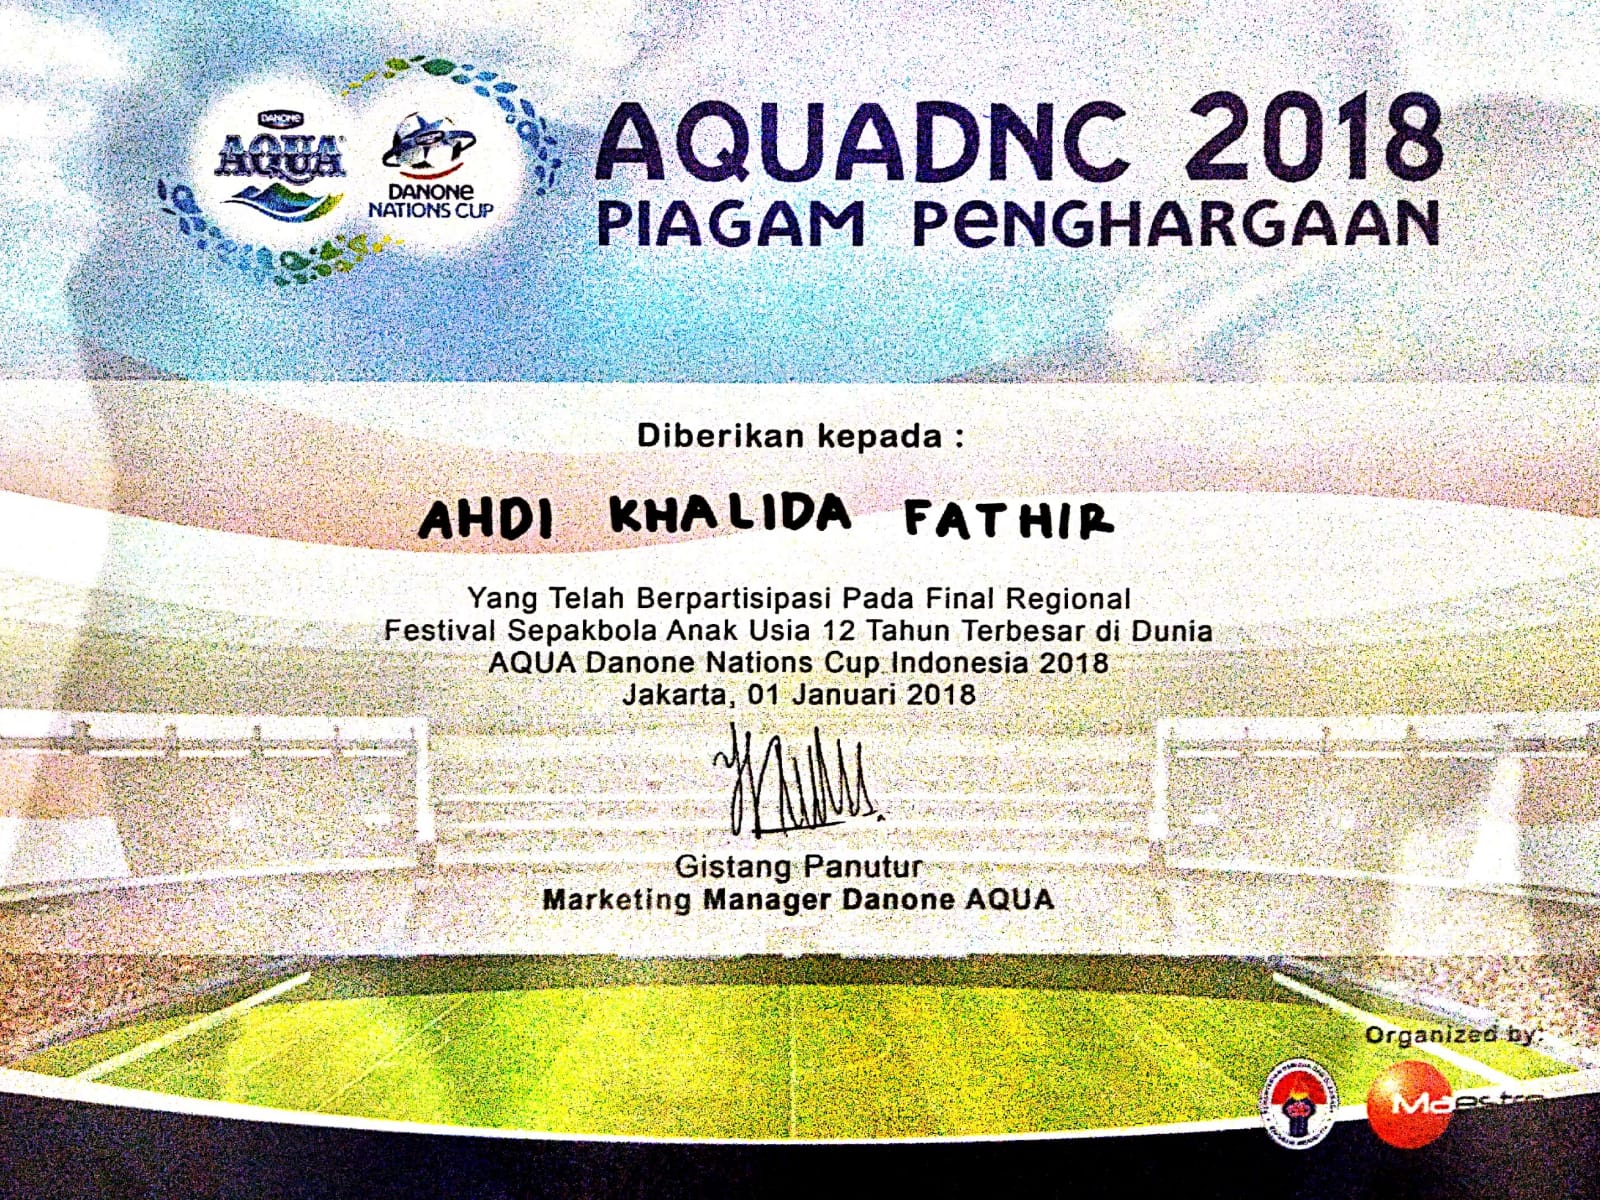 DANONE
AQUA
DANONE
NATIONS CUP
AQUADNC 2018
PIAGAM PENGHARGAAN
Diberikan kepada :
AHDI KHALIDA FATHIR
Yang Telah Berpartisipasi Pada Final Regional
Festival Sepakbola Anak Usia 12 Tahun Terbesar di Dunia
AQUA Danone Nations Cup Indonesia 2018
Jakarta, 01 Januari 2018
Gistang Panutur
Marketing Manager Danone AQUA
Organized by:
Maestro